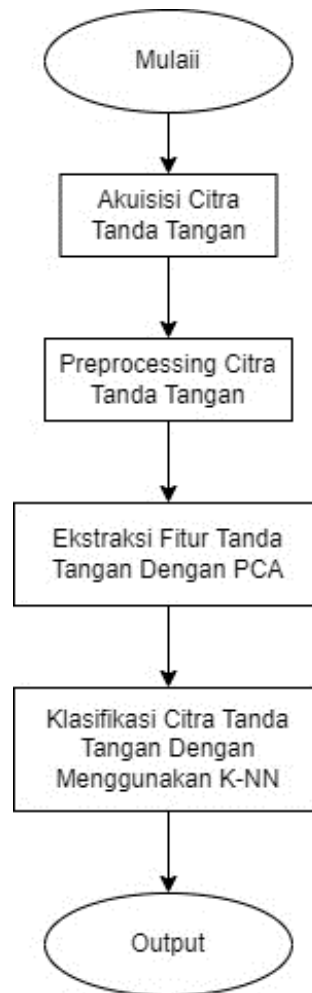 Mulaii
Akuisisi Citra
Tanda Tangan
Preprocessing Citra
Tanda Tangan
Ekstraksi Fitur Tanda
Tangan Dengan PCA
Klasifikasi Citra Tanda
Tangan Dengan
Menggunakan K-NN
Output